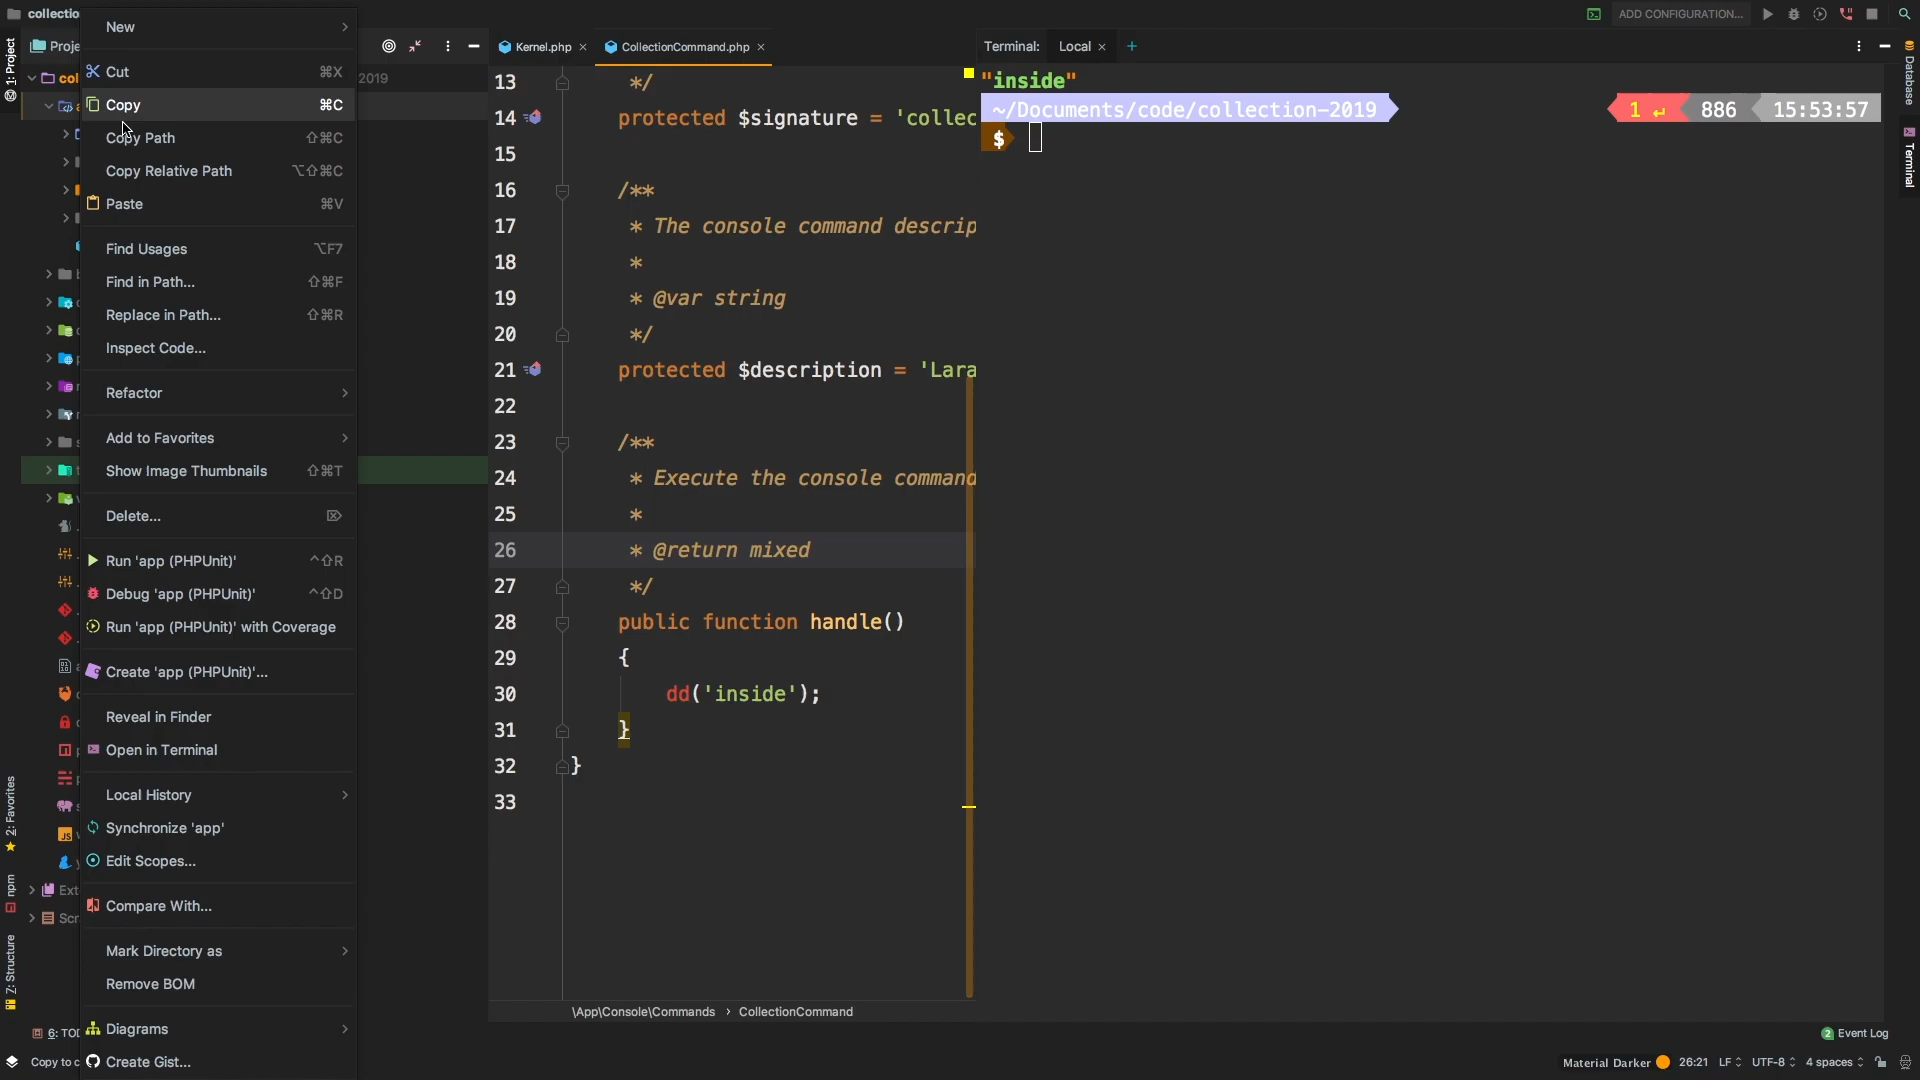 collectio
ADD CONFIGURATION...
1: Project
Proje
Kernel.php
CollectionCommand.php
Terminal: Local
Database
Terminal
col
2019
New
Cut ⌘X
Copy ⌘C
Copy Path ⇧⌘C
Copy Relative Path ⌥⇧⌘C
Paste ⌘V
Find Usages ⌥F7
Find in Path... ⇧⌘F
Replace in Path... ⇧⌘R
Inspect Code...
Refactor
Add to Favorites
Show Image Thumbnails ⇧⌘T
Delete... ⌦
Run 'app (PHPUnit)' ^⇧R
Debug 'app (PHPUnit)' ^⇧D
Run 'app (PHPUnit)' with Coverage
Create 'app (PHPUnit)'...
Reveal in Finder
Open in Terminal
Local History
Synchronize 'app'
Edit Scopes...
Compare With...
Mark Directory as
Remove BOM
Diagrams
Create Gist...
Ext
Scr
2: Favorites
npm
7: Structure
6: TOD
Copy to c
13 */
14 protected $signature = 'collec
15
16 /**
17 * The console command descrip
18 *
19 * @var string
20 */
21 protected $description = 'Lara
22
23 /**
24 * Execute the console command
25 *
26 * @return mixed
27 */
28 public function handle()
29 {
30 dd('inside');
31 }
32 }
33
\App\Console\Commands › CollectionCommand
"inside"
~/Documents/code/collection-2019 1 ↵ 886 15:53:57
$
2 Event Log
Material Darker 26:21 LF UTF-8 4 spaces